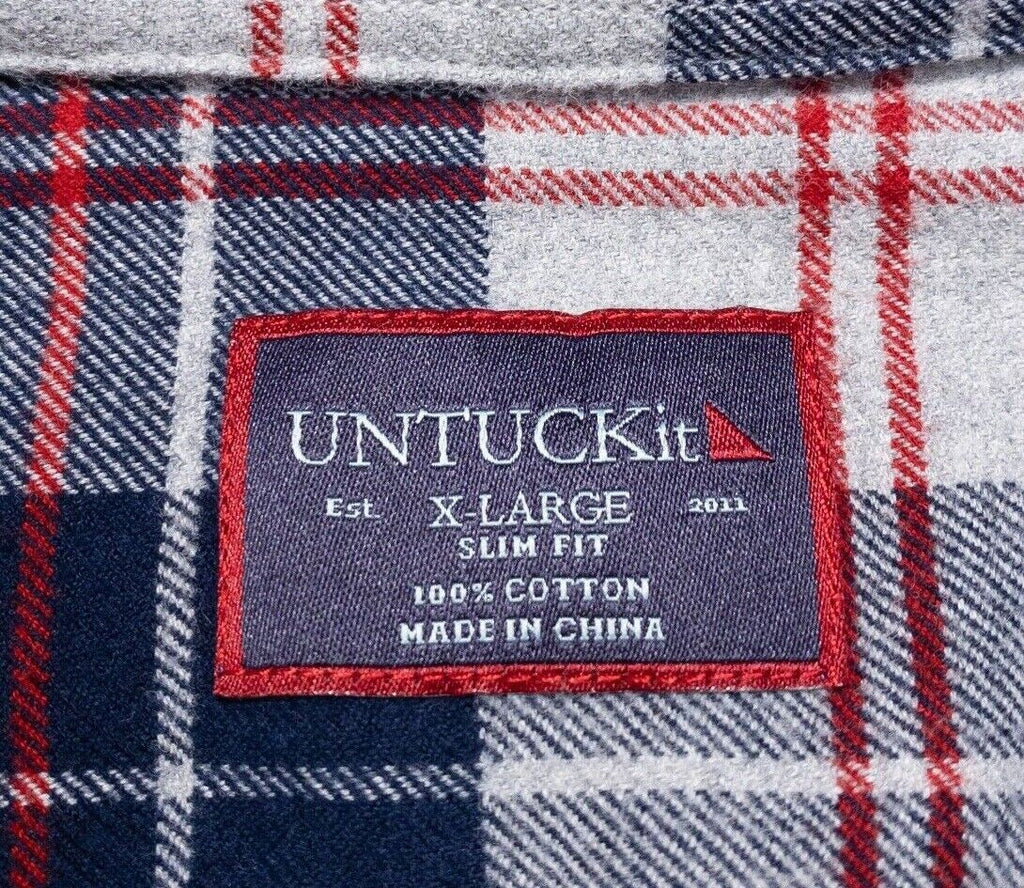 UNTUCKit
Est. X-LARGE 2011
SLIM FIT
100% COTTON
MADE IN CHINA